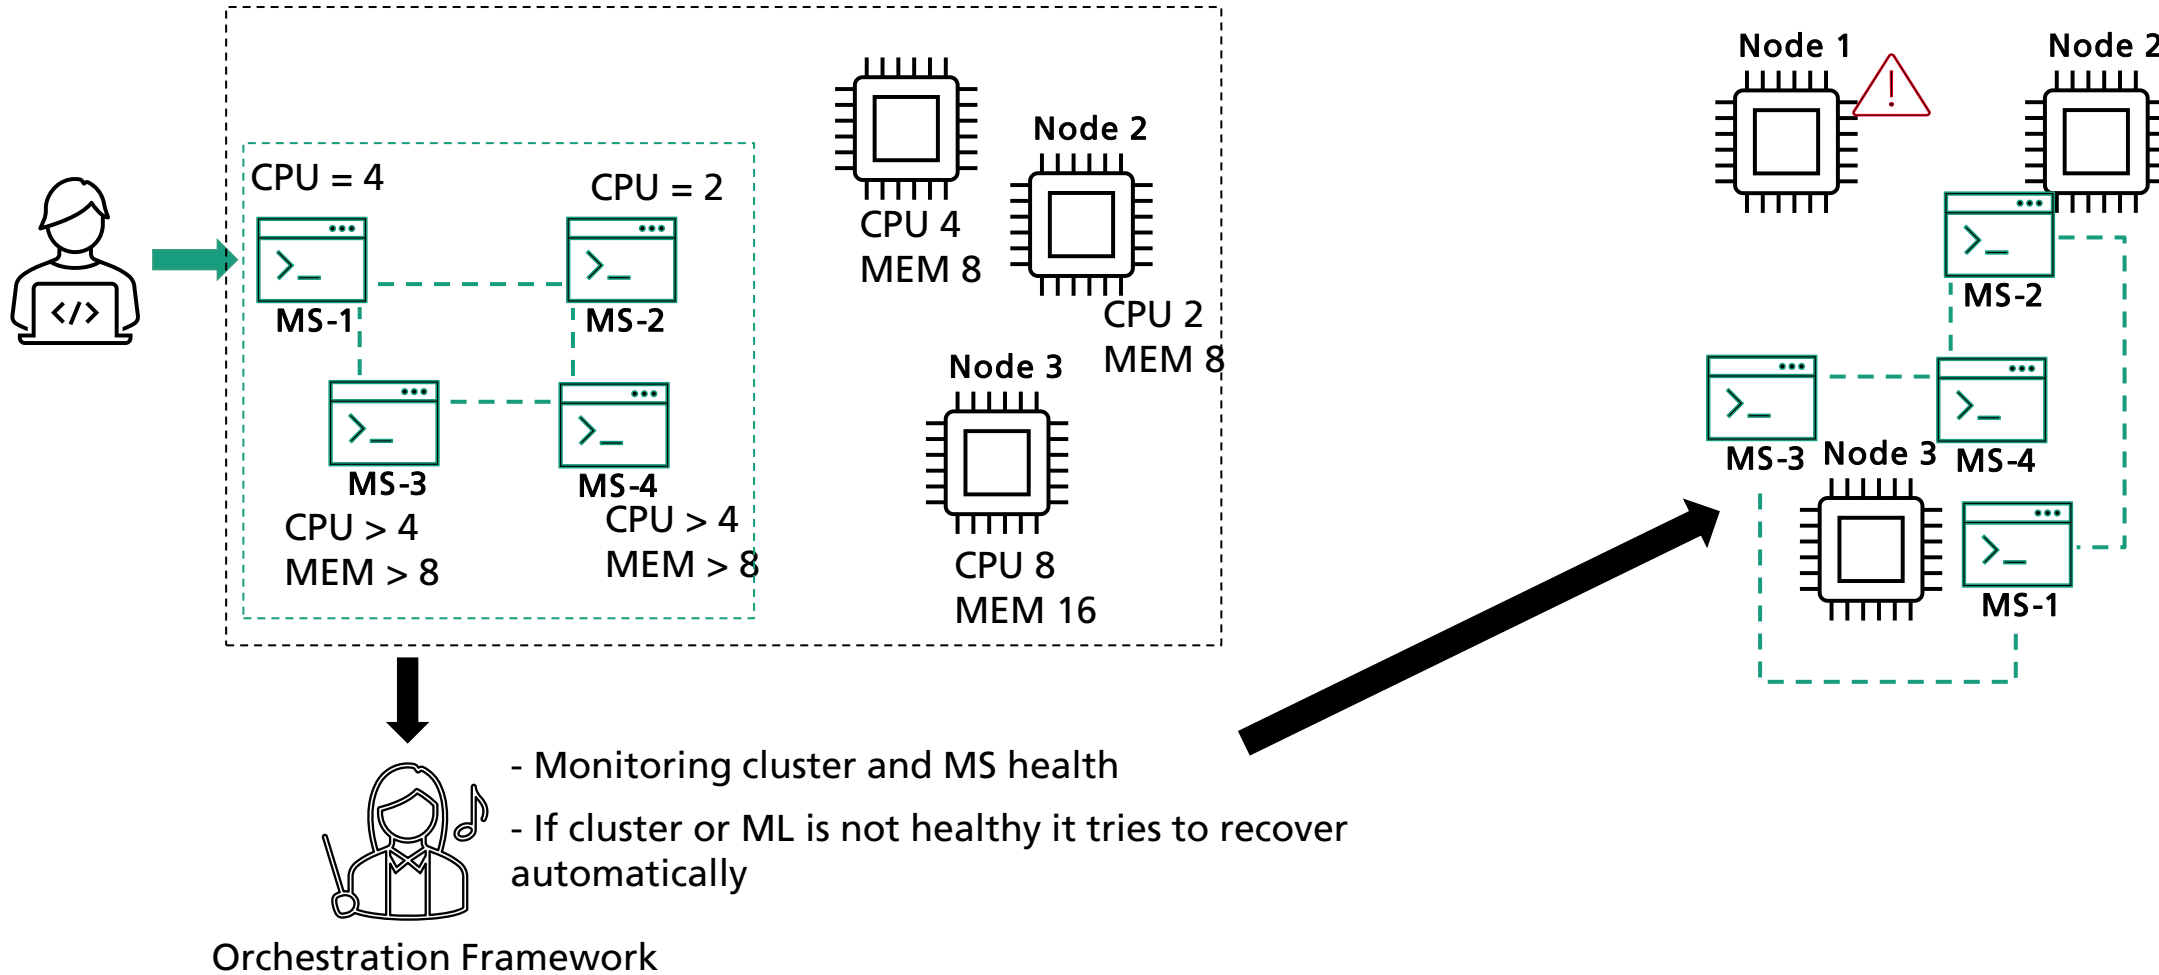 CPU = 4
CPU = 2
MS-1
MS-2
</>
MS-3
MS-4
CPU > 4
MEM > 8
CPU > 4
MEM > 8
CPU 4
MEM 8
Node 2
CPU 2
MEM 8
Node 3
CPU 8
MEM 16
- Monitoring cluster and MS health
- If cluster or ML is not healthy it tries to recover
automatically
Orchestration Framework
Node 1
Node 2
MS-2
MS-3
Node 3
MS-4
MS-1